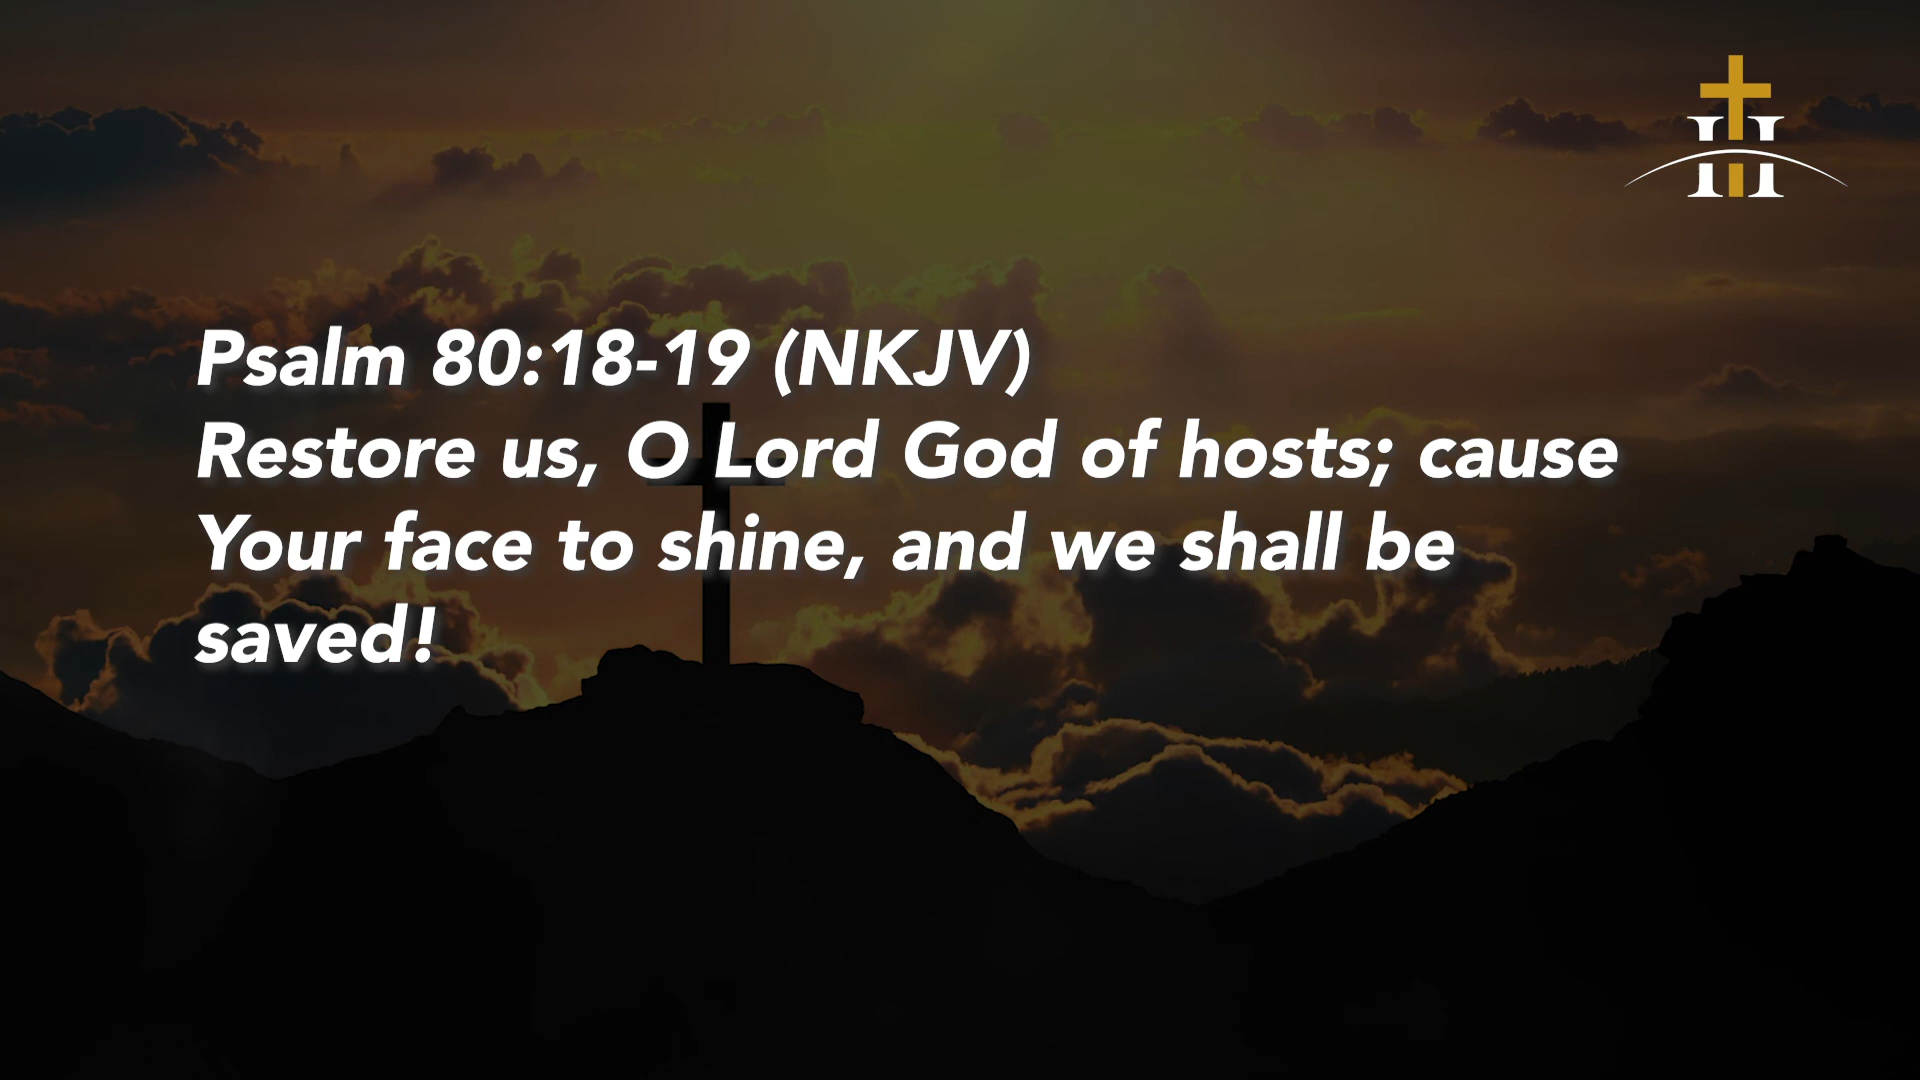 Psalm 80:18-19 (NKJV)
Restore us, O Lord God of hosts; cause
Your face to shine, and we shall be
saved!